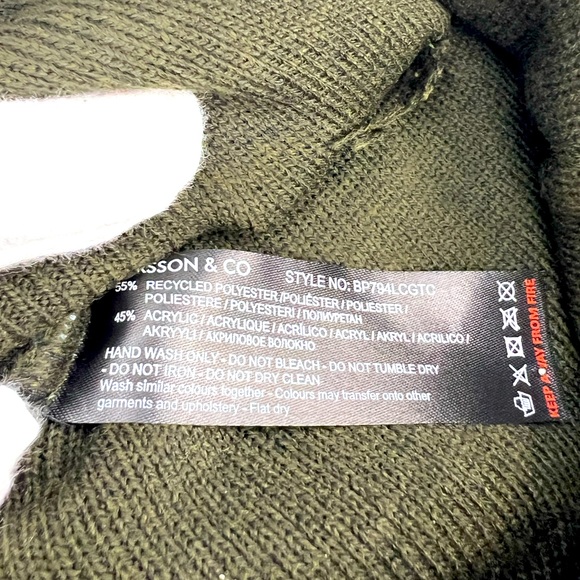 SSON & CO STYLE NO: BP794LCGTC
55% RECYCLED POLYESTER /POLIÉSTER / POLIESTER /
POLIESTERE / POLYESTERI / ПОЛИУРЕТАН
45% ACRYLIC / ACRYLIQUE / ACRÍLICO / ACRYL / AKRYL / ACRILICO /
AKRYYLI / АКРИЛОВОЕ ВОЛОКНО
HAND WASH ONLY - DO NOT BLEACH - DO NOT TUMBLE DRY
- DO NOT IRON - DO NOT DRY CLEAN
Wash similar colours together - Colours may transfer onto other
garments and upholstery - Flat dry
KEEP AWAY FROM FIRE